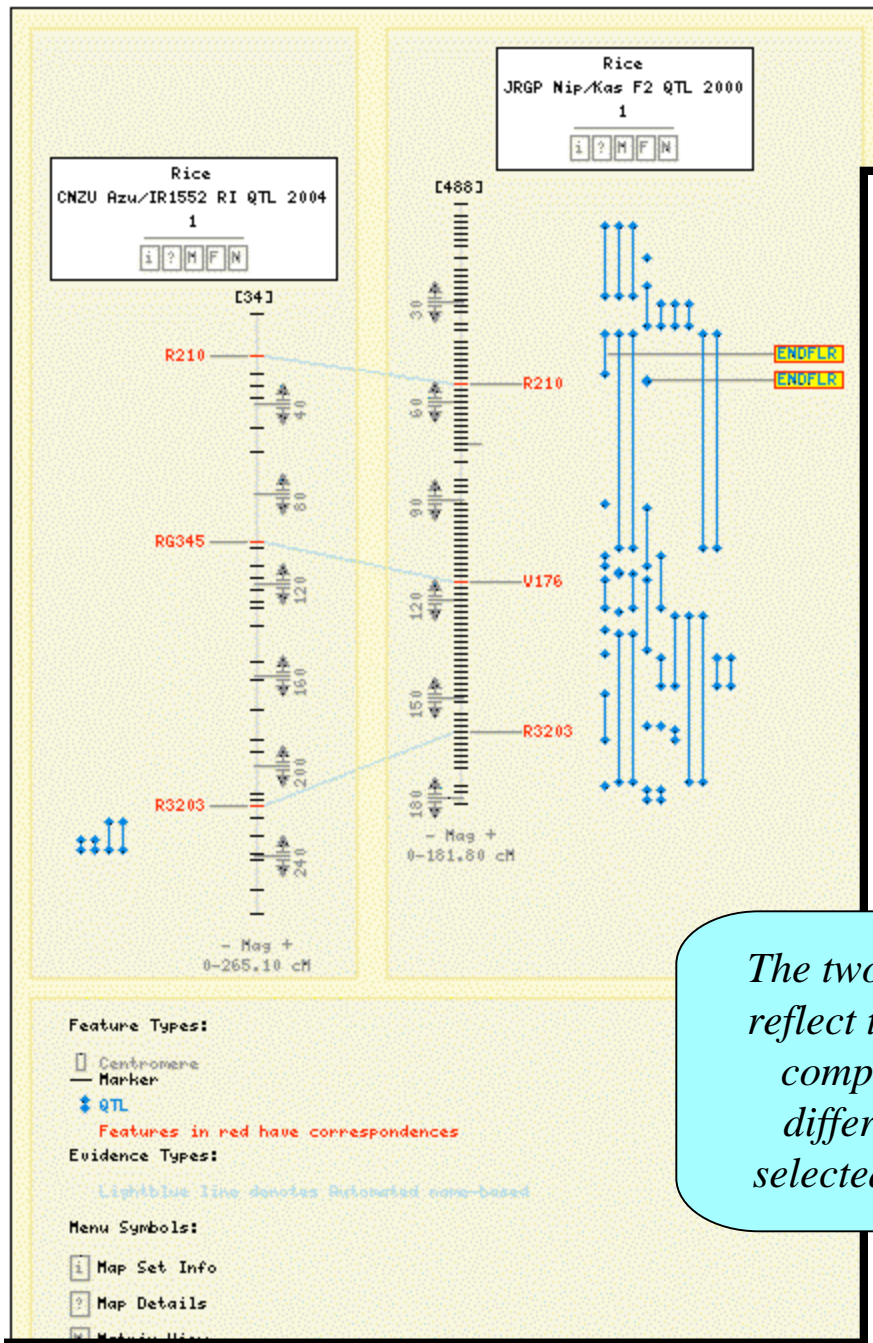 Rice
CNZU Azu/IR1552 RI QTL 2004
1
i ? M F N
[34]
R210
40
80
RG345
120
160
200
R3203
240
- Mag +
0-265.10 cM
Rice
JRGP Nip/Kas F2 QTL 2000
1
i ? M F N
[488]
30
R210
60
90
V176
120
150
R3203
180
- Mag +
0-181.80 cM
ENDFLR
ENDFLR
Feature Types:
Centromere
Marker
QTL
Features in red have correspondences
Evidence Types:
Lightblue line denotes Automated name-based
Menu Symbols:
i Map Set Info
? Map Details
The two
reflect
comp
differ
selected